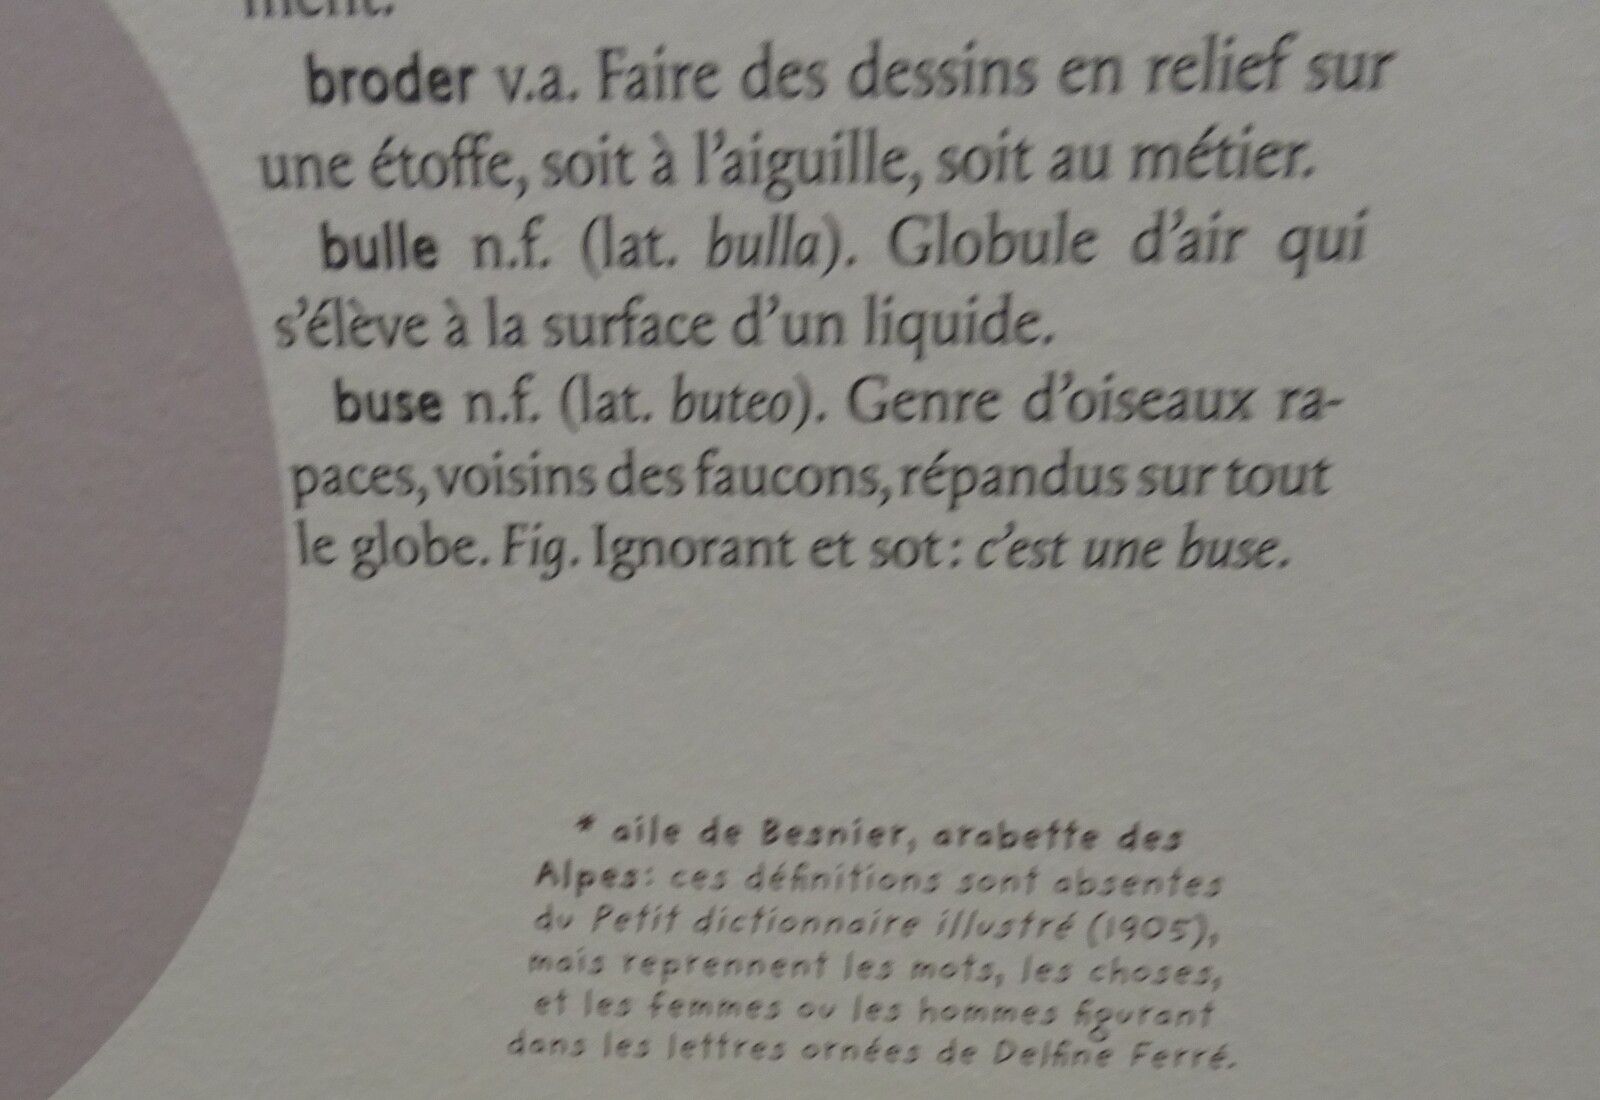 ment.
broder v.a. Faire des dessins en relief sur
une étoffe, soit à l'aiguille, soit au métier.
bulle n.f. (lat. bulla). Globule d'air qui
s'élève à la surface d'un liquide.
buse n.f. (lat. buteo). Genre d'oiseaux ra-
paces, voisins des faucons, répandus sur tout
le globe. Fig. Ignorant et sot : c'est une buse.
* aile de Besnier, arabette des
Alpes : ces définitions sont absentes
du Petit dictionnaire illustré (1905),
mais reprennent les mots, les choses,
et les femmes ou les hommes figurant
dans les lettres ornées de Delfine Ferré.